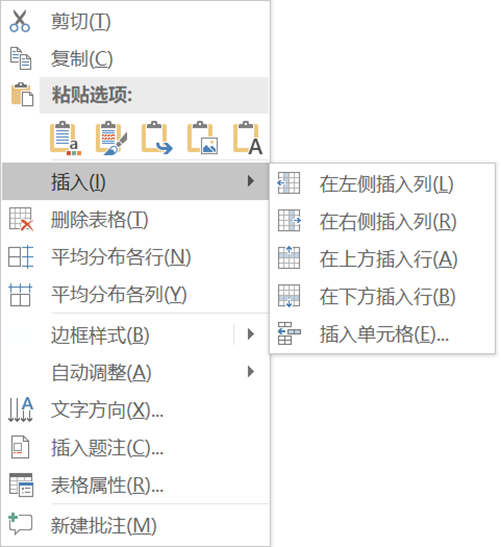 剪切(T)
复制(C)
粘贴选项:
插入(I)
删除表格(T)
平均分布各行(N)
平均分布各列(Y)
边框样式(B)
自动调整(A)
文字方向(X)...
插入题注(C)...
表格属性(R)...
新建批注(M)
在左侧插入列(L)
在右侧插入列(R)
在上方插入行(A)
在下方插入行(B)
插入单元格(E)...